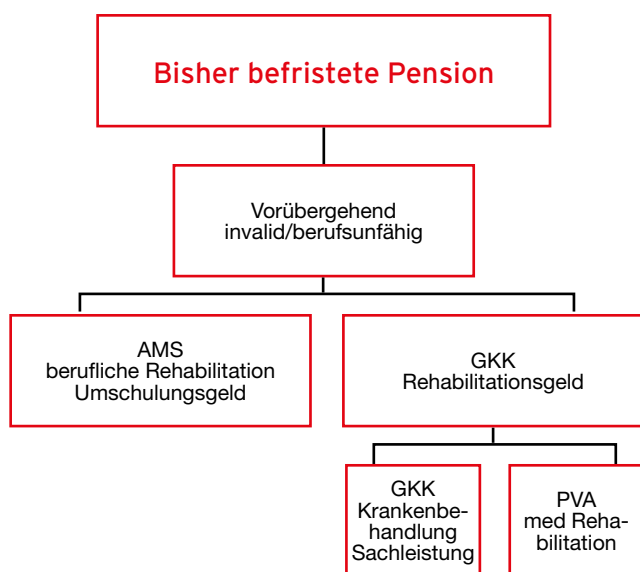 Bisher befristete Pension
Vorübergehend
invalid/berufsunfähig
AMS
berufliche Rehabilitation
Umschulungsgeld
GKK
Rehabilitationsgeld
GKK
Krankenbe-
handlung
Sachleistung
PVA
med Reha-
bilitation